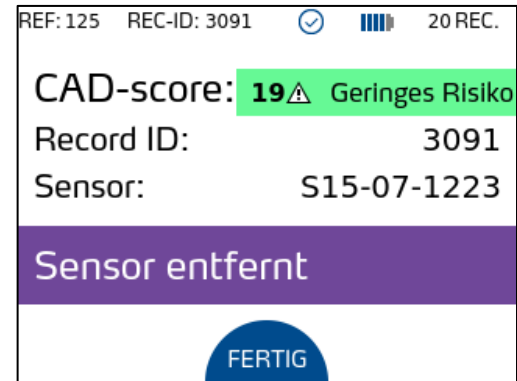 REF: 125 REC-ID: 3091 20 REC.
CAD-score: 19⚠ Geringes Risiko
Record ID: 3091
Sensor: S15-07-1223
Sensor entfernt
FERTIG